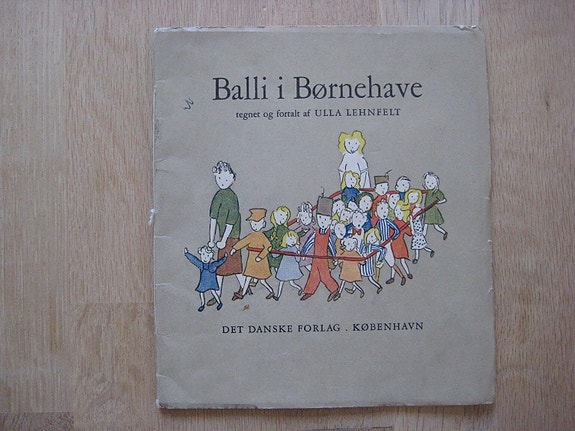 Balli i Børnehave
tegnet og fortalt af ULLA LEHNFELT
DET DANSKE FORLAG . KØBENHAVN